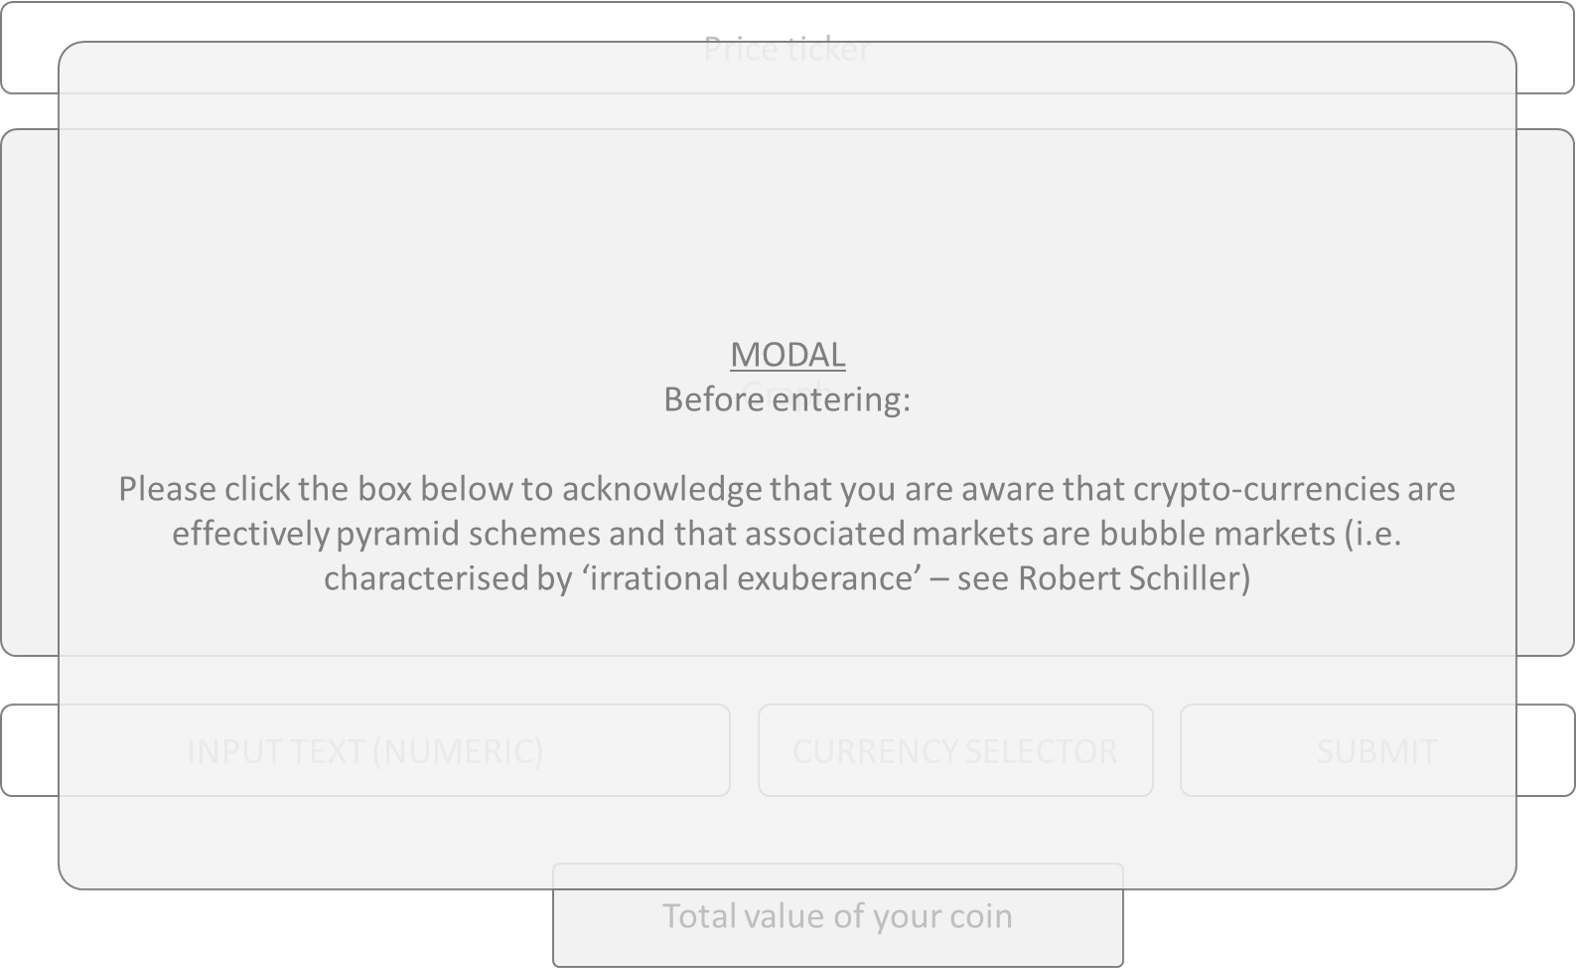 Price ticker
MODAL
Graph
Before entering:
Please click the box below to acknowledge that you are aware that crypto-currencies are
effectively pyramid schemes and that associated markets are bubble markets (i.e.
characterised by ‘irrational exuberance’ – see Robert Schiller)
INPUT TEXT (NUMERIC) CURRENCY SELECTOR SUBMIT
Total value of your coin